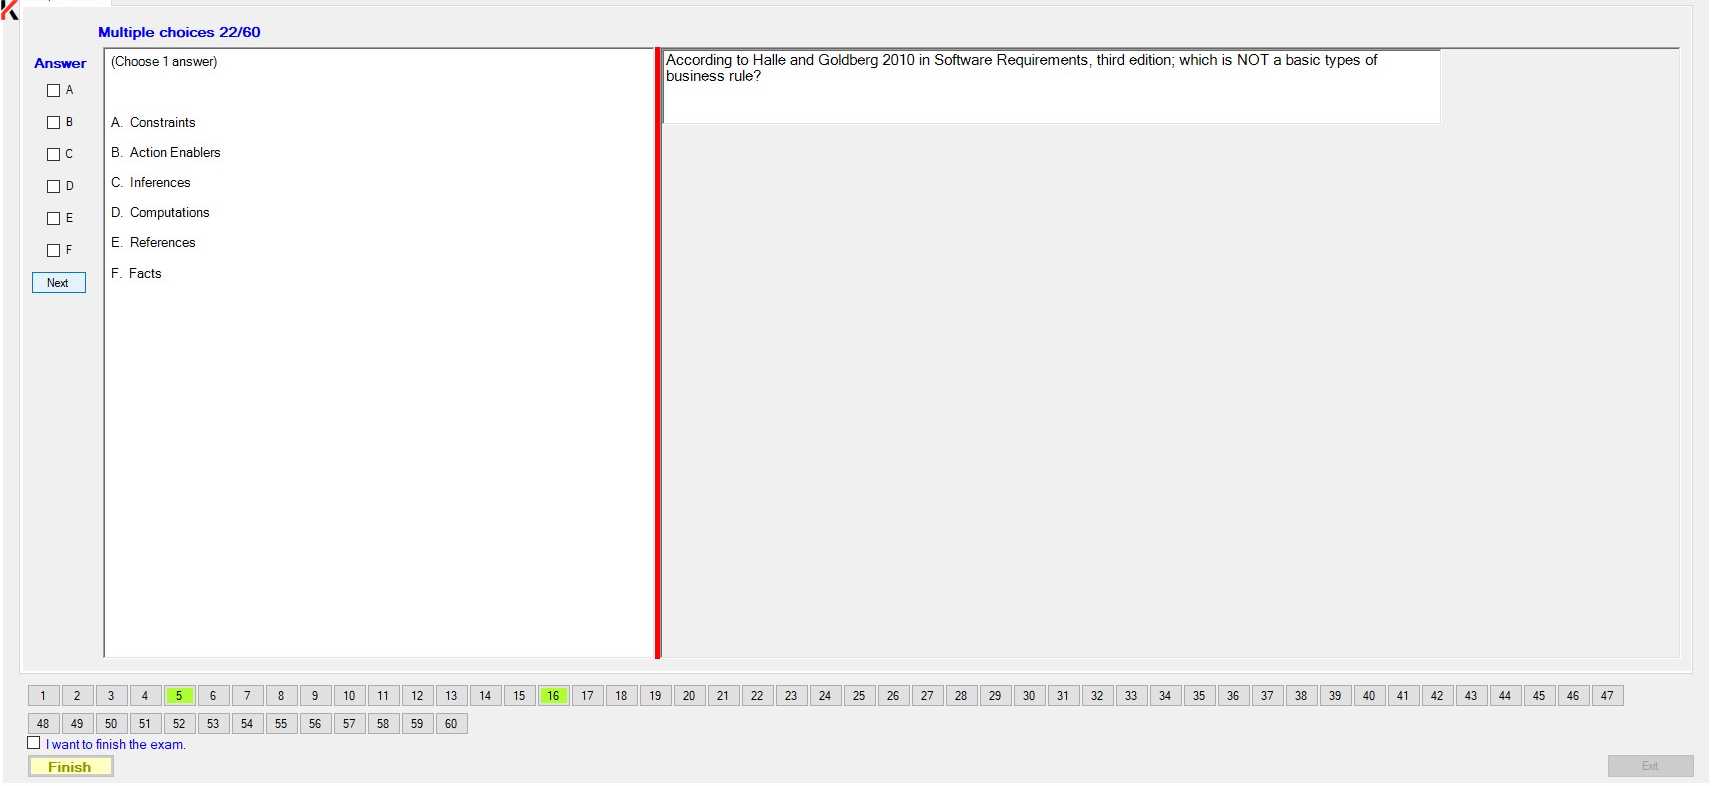 Multiple choices 22/60
Answer
A
B
C
D
E
F
Next
(Choose 1 answer)
A. Constraints
B. Action Enablers
C. Inferences
D. Computations
E. References
F. Facts
According to Halle and Goldberg 2010 in Software Requirements, third edition; which is NOT a basic types of
business rule?
1 2 3 4 5 6 7 8 9 10 11 12 13 14 15 16 17 18 19 20 21 22 23 24 25 26 27 28 29 30 31 32 33 34 35 36 37 38 39 40 41 42 43 44 45 46 47
48 49 50 51 52 53 54 55 56 57 58 59 60
I want to finish the exam.
Finish
Exit